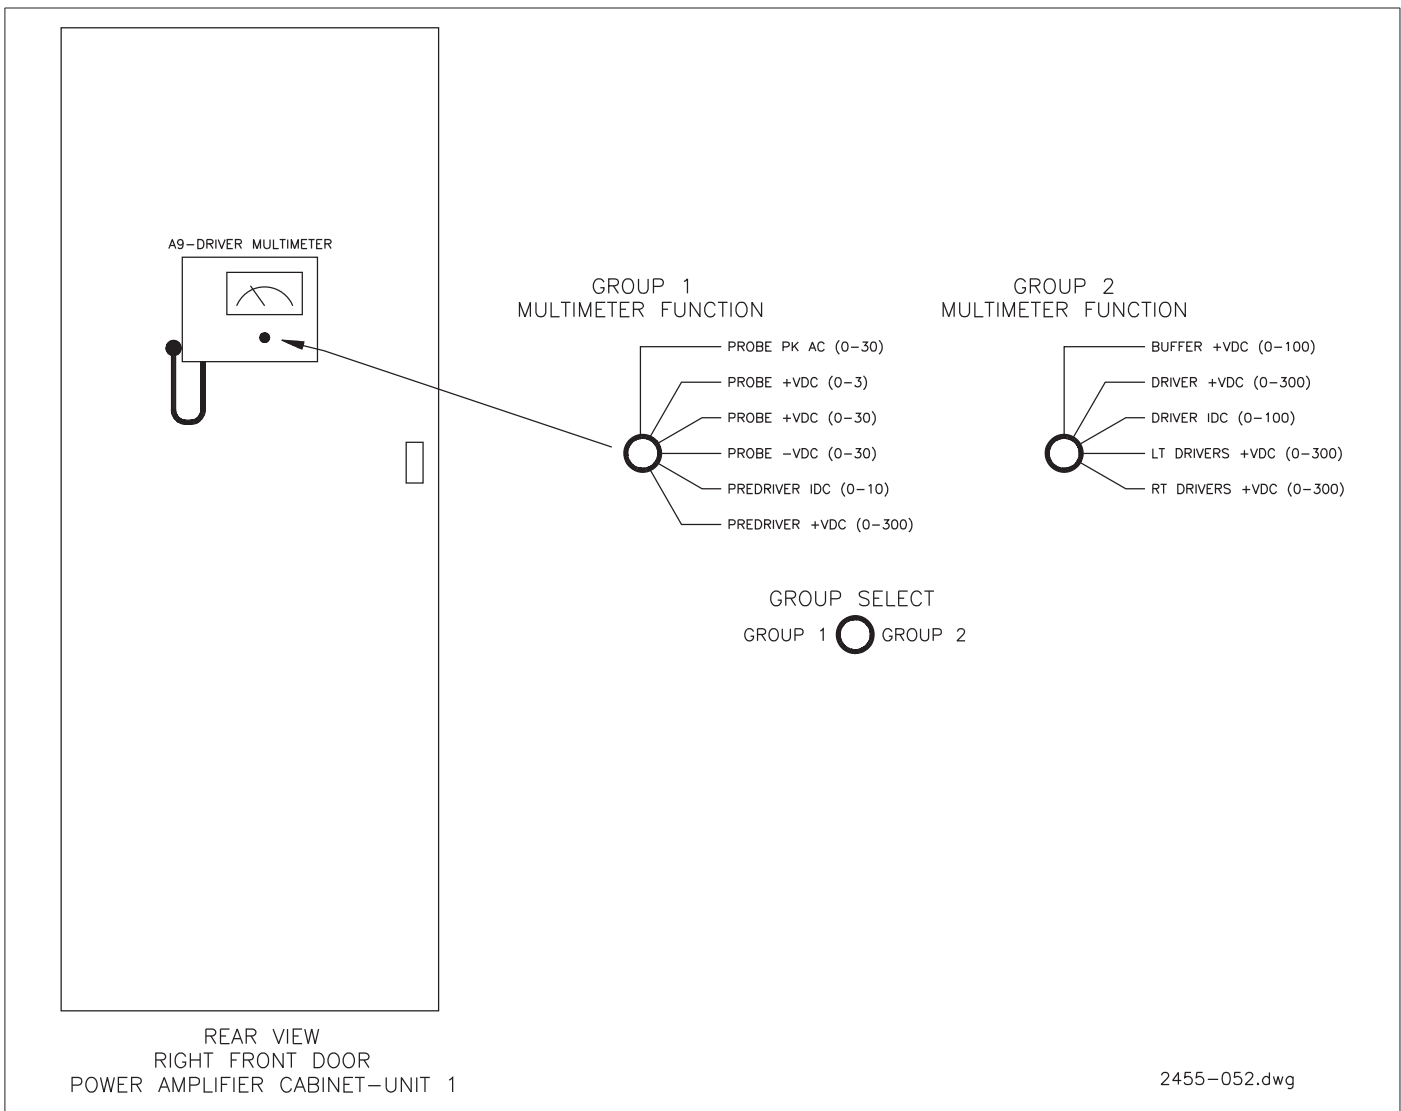 A9-DRIVER MULTIMETER
GROUP 1
MULTIMETER FUNCTION
PROBE PK AC (0-30)
PROBE +VDC (0-3)
PROBE +VDC (0-30)
PROBE -VDC (0-30)
PREDRIVER IDC (0-10)
PREDRIVER +VDC (0-300)
GROUP 2
MULTIMETER FUNCTION
BUFFER +VDC (0-100)
DRIVER +VDC (0-300)
DRIVER IDC (0-100)
LT DRIVERS +VDC (0-300)
RT DRIVERS +VDC (0-300)
GROUP SELECT
GROUP 1 GROUP 2
REAR VIEW
RIGHT FRONT DOOR
POWER AMPLIFIER CABINET-UNIT 1
2455-052.dwg